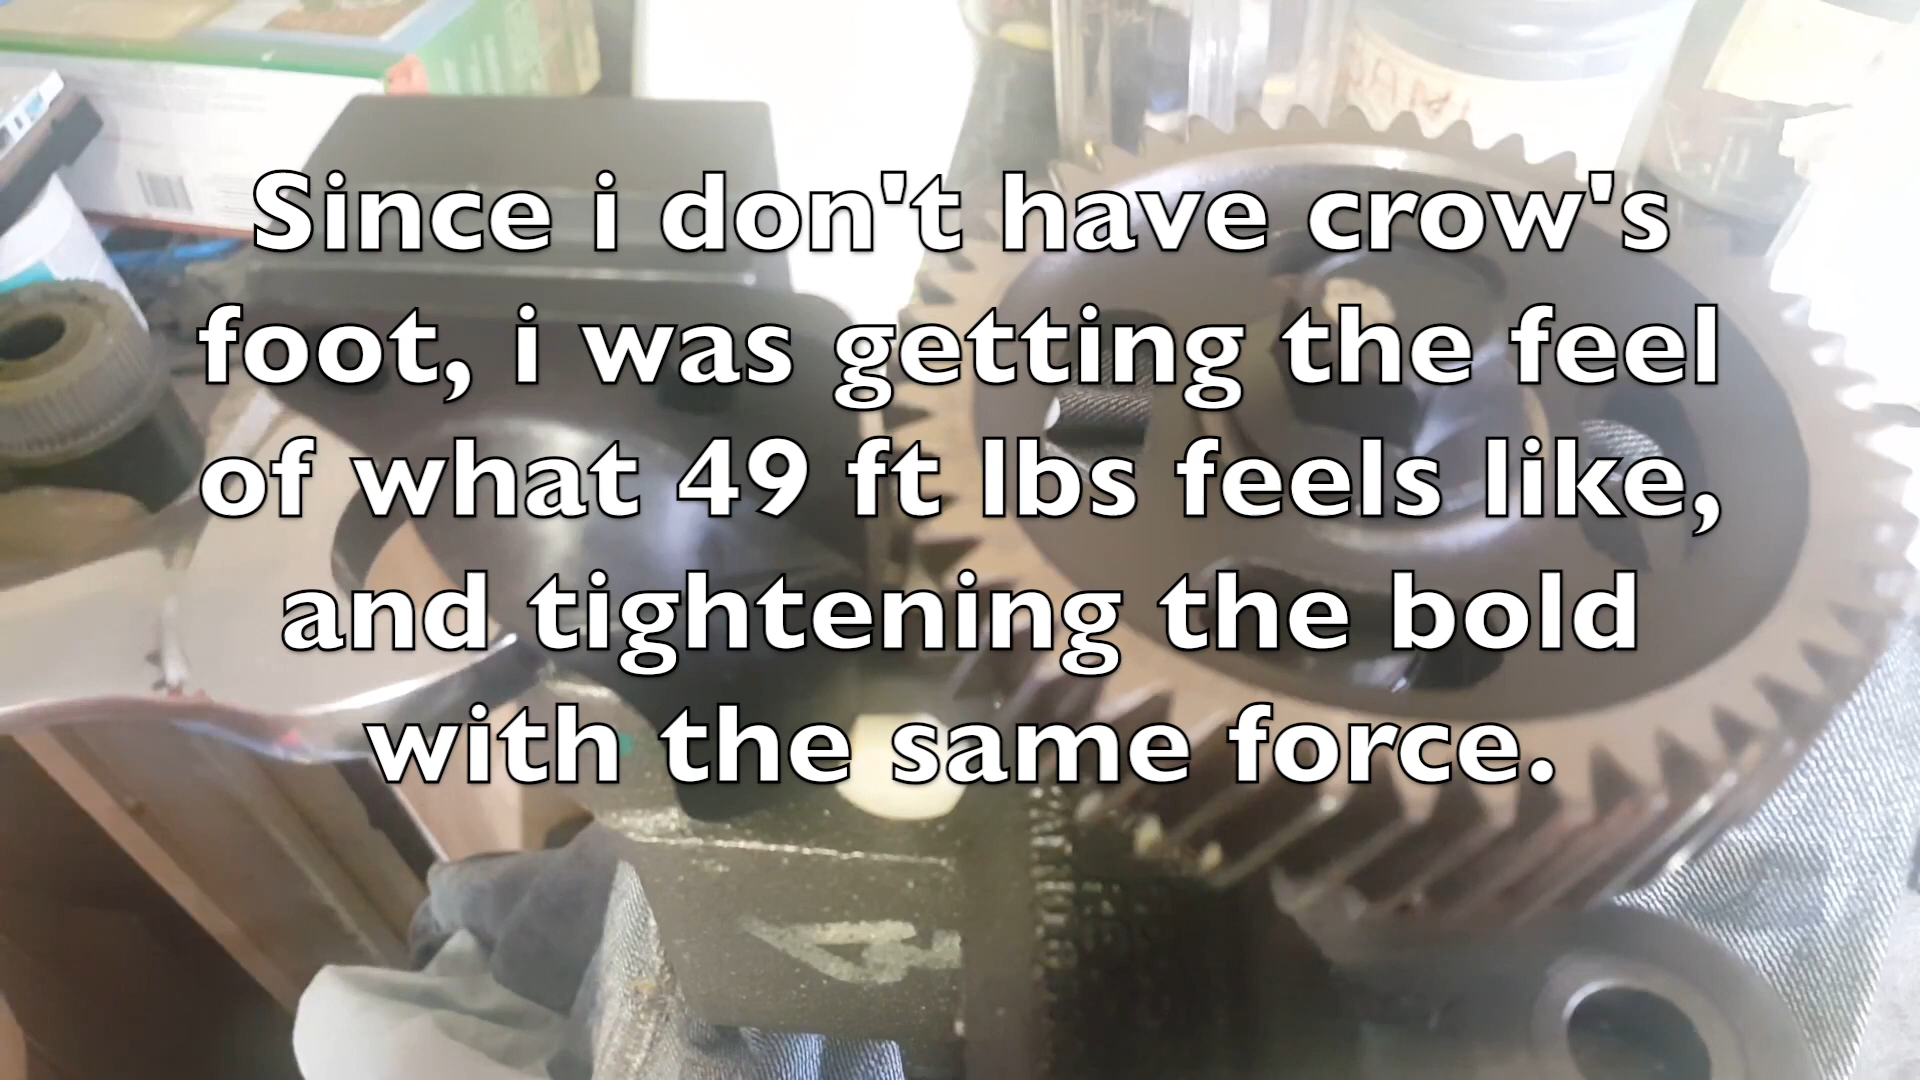 Since i don't have crow's
foot, i was getting the feel
of what 49 ft lbs feels like,
and tightening the bold
with the same force.
4